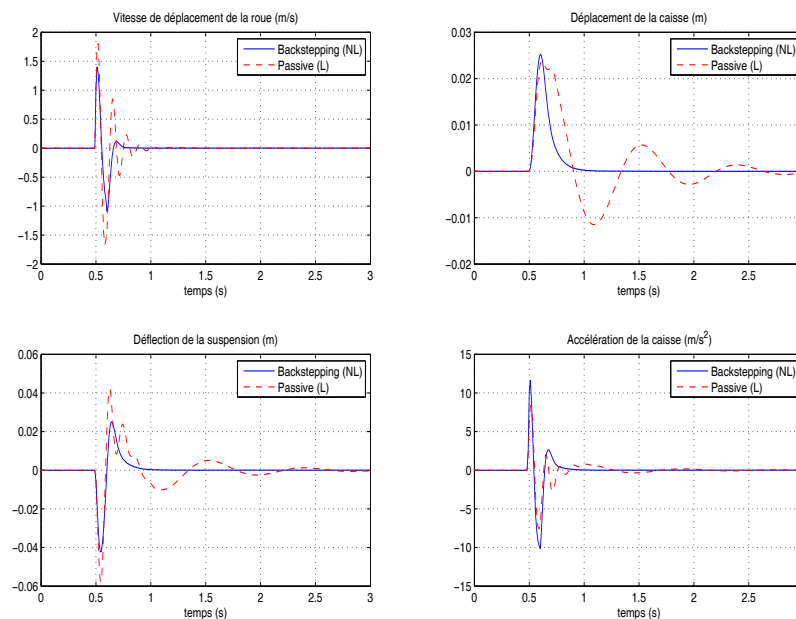 Vitesse de déplacement de la roue (m/s)
2
1.5
1
0.5
0
−0.5
−1
−1.5
−2
0 0.5 1 1.5 2 2.5 3
temps (s)
Backstepping (NL)
Passive (L)
Déplacement de la caisse (m)
0.03
0.02
0.01
0
−0.01
−0.02
0 0.5 1 1.5 2 2.5
temps (s)
Backstepping (NL)
Passive (L)
Déflection de la suspension (m)
0.06
0.04
0.02
0
−0.02
−0.04
−0.06
0 0.5 1 1.5 2 2.5 3
temps (s)
Backstepping (NL)
Passive (L)
Accélération de la caisse (m/s²)
15
10
5
0
−5
−10
−15
0 0.5 1 1.5 2 2.5
temps (s)
Backstepping (NL)
Passive (L)